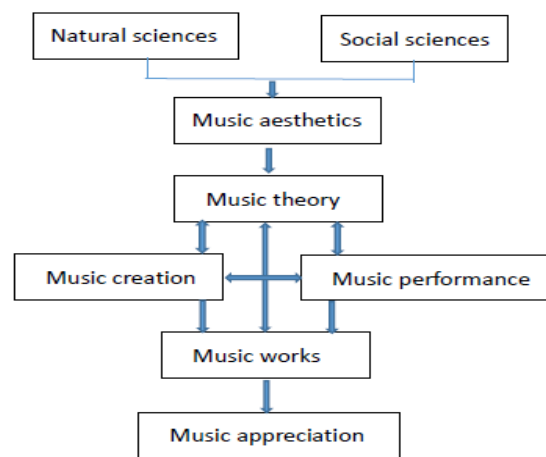 Natural sciences
Social sciences
Music aesthetics
Music theory
Music creation
Music performance
Music works
Music appreciation